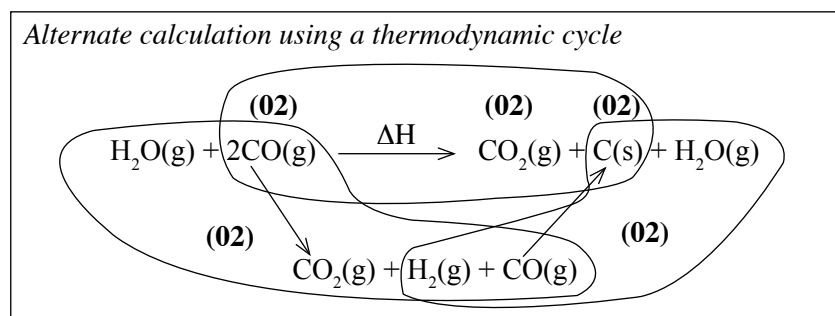 Alternate calculation using a thermodynamic cycle
(02) (02) (02)
H₂O(g) + 2CO(g) ΔH CO₂(g) + C(s) + H₂O(g)
(02) (02)
CO₂(g) + H₂(g) + CO(g)